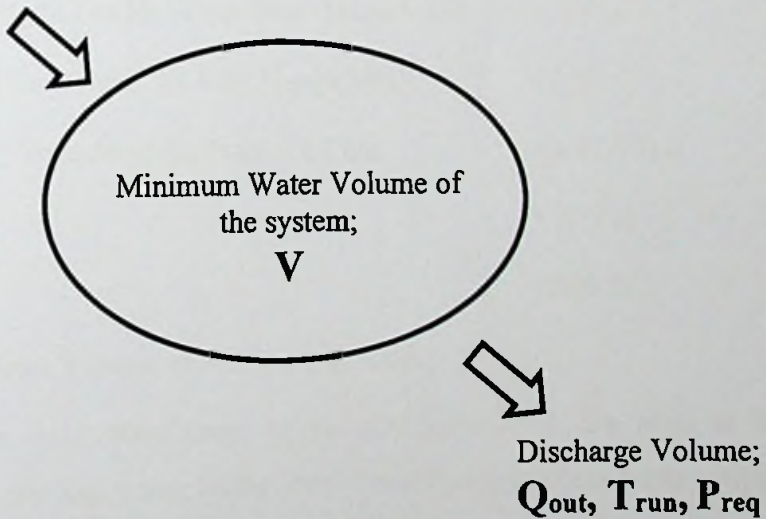 Minimum Water Volume of
the system;
V
Discharge Volume;
Qout, Trun, Preq